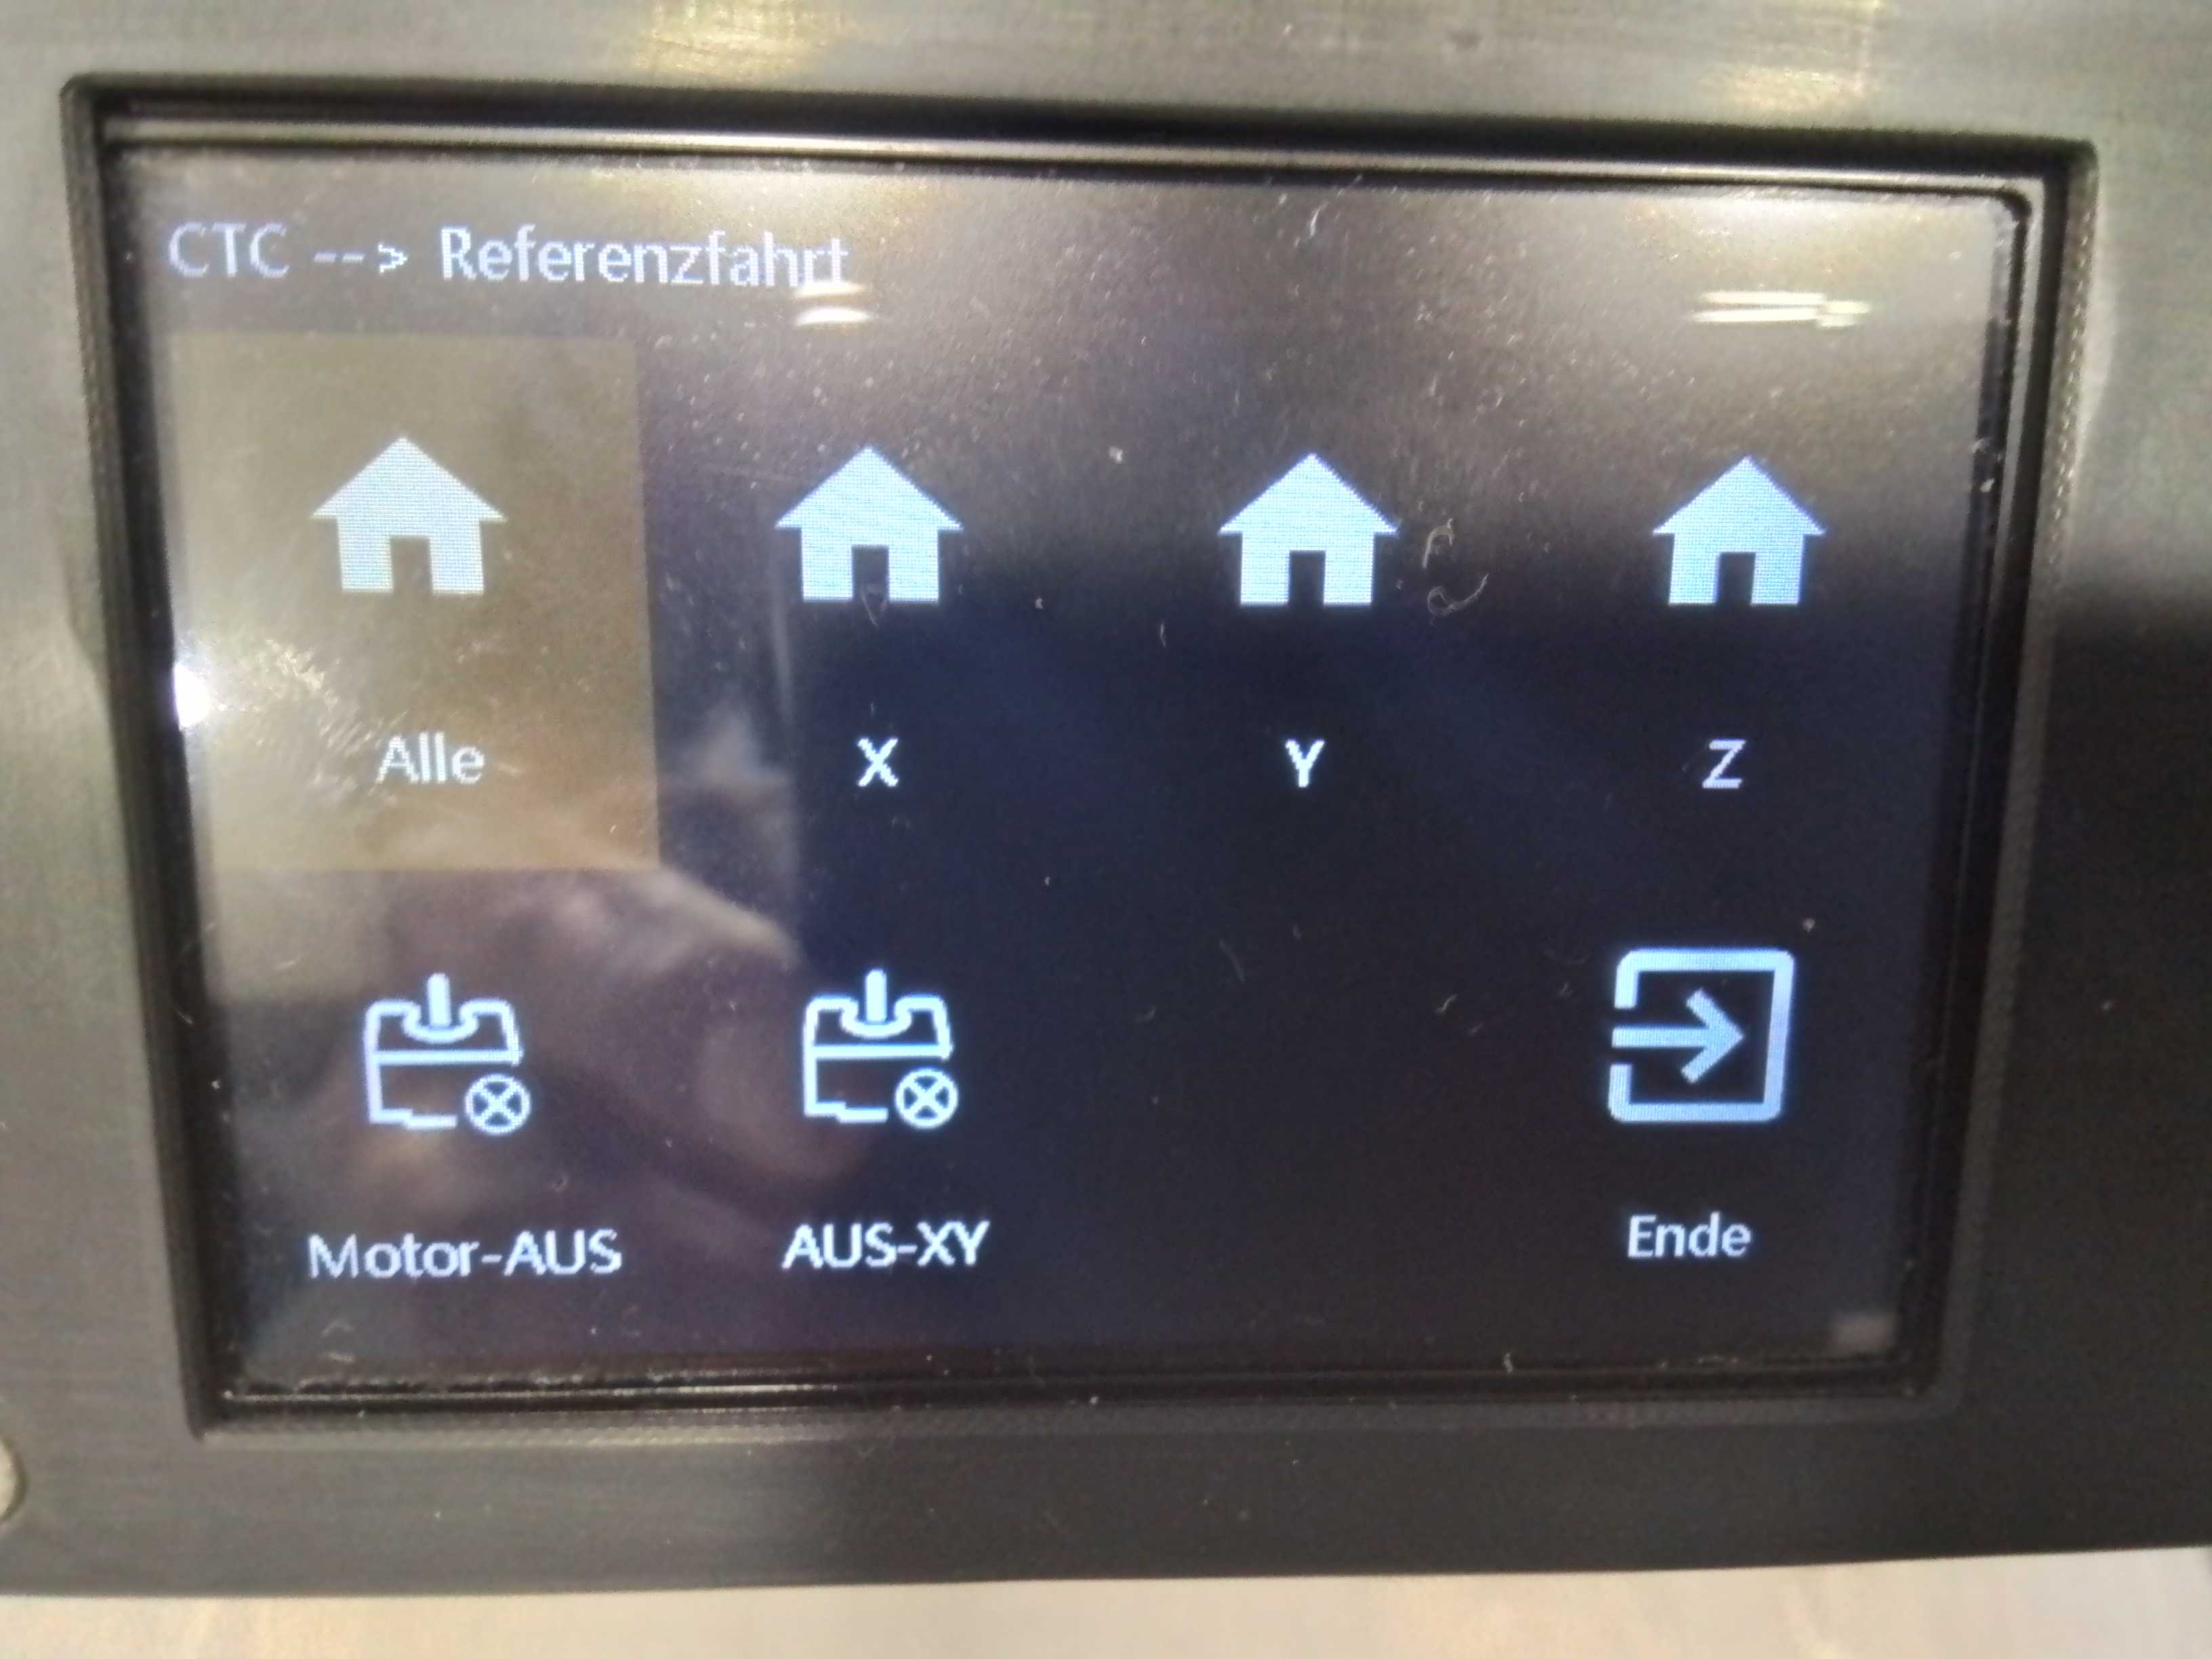 CTC --> Referenzfahrt
Alle X Y Z
Motor-AUS AUS-XY Ende